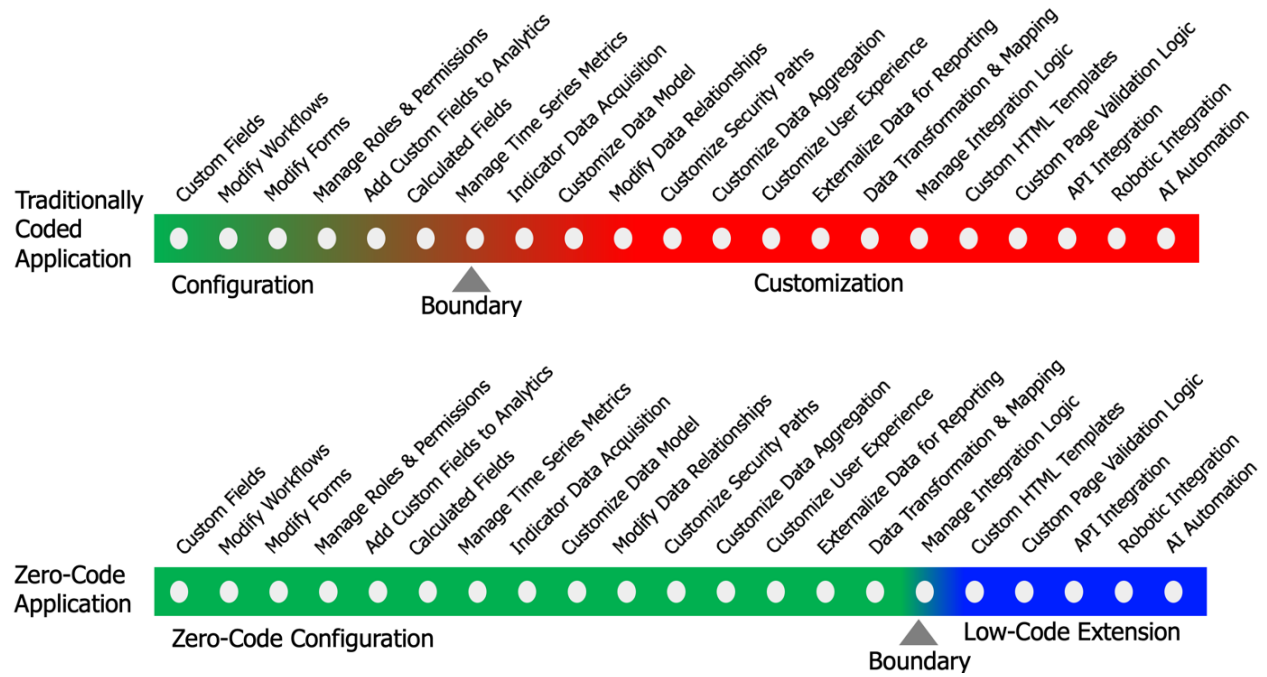 Custom Fields
Modify Workflows
Modify Forms
Manage Roles & Permissions
Add Custom Fields to Analytics
Calculated Fields
Manage Time Series Metrics
Indicator Data Acquisition
Customize Data Model
Modify Data Relationships
Customize Security Paths
Customize Data Aggregation
Customize User Experience
Externalize Data for Reporting
Data Transformation & Mapping
Manage Integration Logic
Custom HTML Templates
Custom Page Validation Logic
API Integration
Robotic Integration
AI Automation
Traditionally
Coded
Application
Configuration
Boundary
Customization
Custom Fields
Modify Workflows
Modify Forms
Manage Roles & Permissions
Add Custom Fields to Analytics
Calculated Fields
Manage Time Series Metrics
Indicator Data Acquisition
Customize Data Model
Modify Data Relationships
Customize Security Paths
Customize Data Aggregation
Customize User Experience
Externalize Data for Reporting
Data Transformation & Mapping
Manage Integration Logic
Custom HTML Templates
Custom Page Validation Logic
API Integration
Robotic Integration
AI Automation
Zero-Code
Application
Zero-Code Configuration
Boundary
Low-Code Extension